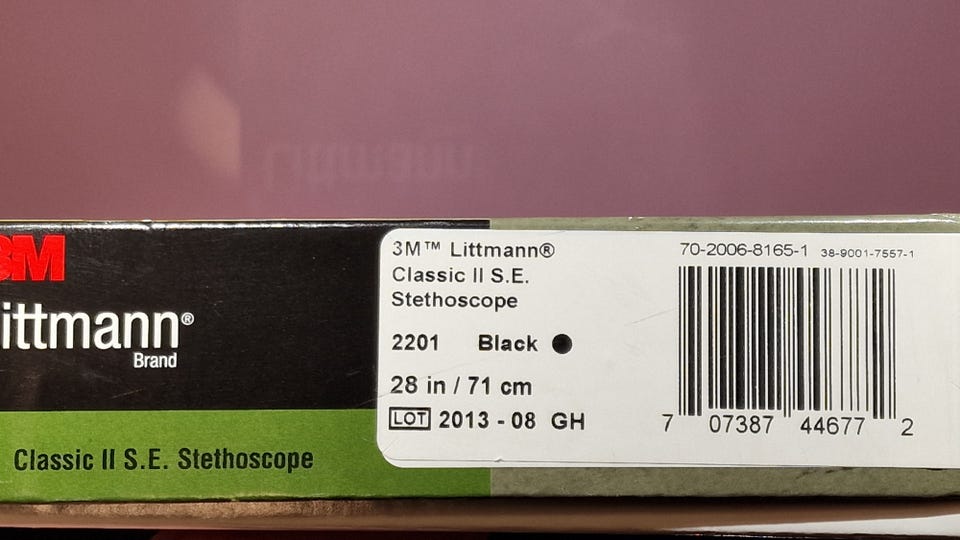 3M
Littmann®
Brand
Classic II S.E. Stethoscope
3M™ Littmann®
Classic II S.E.
Stethoscope
2201 Black
28 in / 71 cm
LOT 2013 - 08 GH
70-2006-8165-1 38-9001-7557-1
7 07387 44677 2